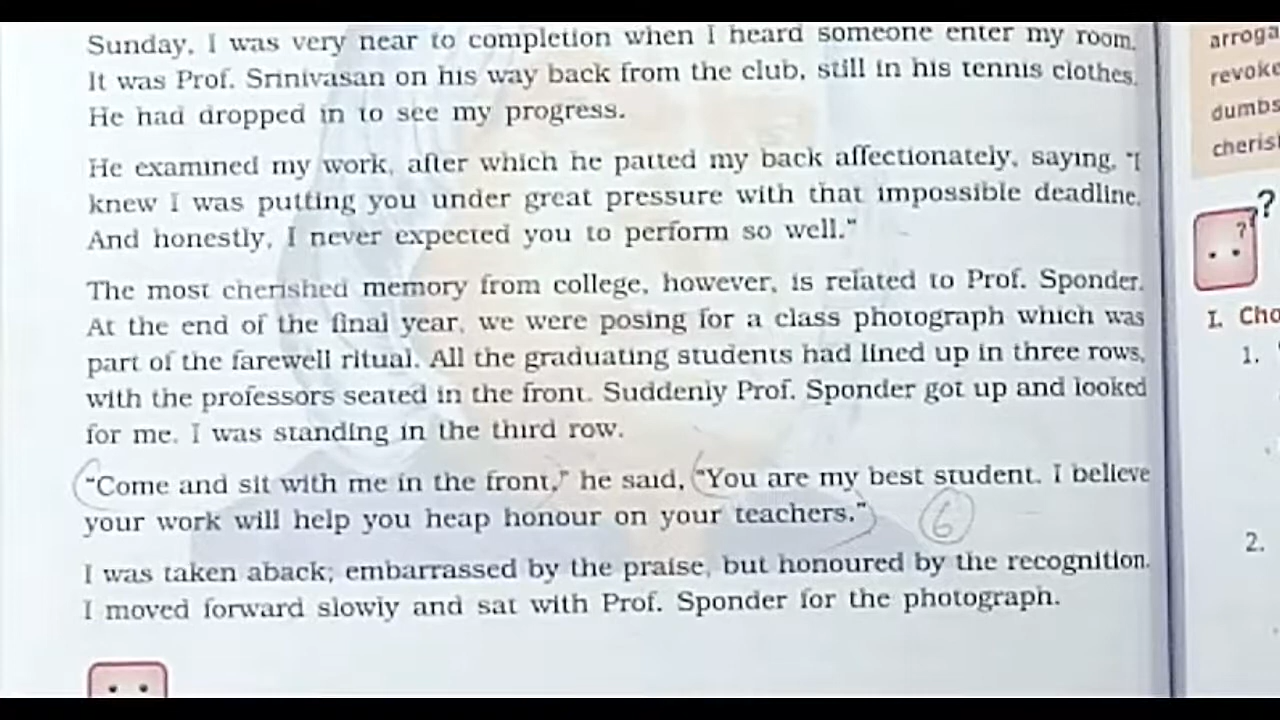 Sunday, I was very near to completion when I heard someone enter my room.
It was Prof. Srinivasan on his way back from the club, still in his tennis clothes.
He had dropped in to see my progress.
He examined my work, after which he patted my back affectionately, saying, "I
knew I was putting you under great pressure with that impossible deadline.
And honestly, I never expected you to perform so well."
The most cherished memory from college, however, is related to Prof. Sponder.
At the end of the final year, we were posing for a class photograph which was
part of the farewell ritual. All the graduating students had lined up in three rows,
with the professors seated in the front. Suddenly Prof. Sponder got up and looked
for me. I was standing in the third row.
"Come and sit with me in the front," he said, "You are my best student. I believe
your work will help you heap honour on your teachers."
6
I was taken aback; embarrassed by the praise, but honoured by the recognition.
I moved forward slowly and sat with Prof. Sponder for the photograph.
arroga
revoke
dumbs
cheris
? ?
I. Cho
1.
2.